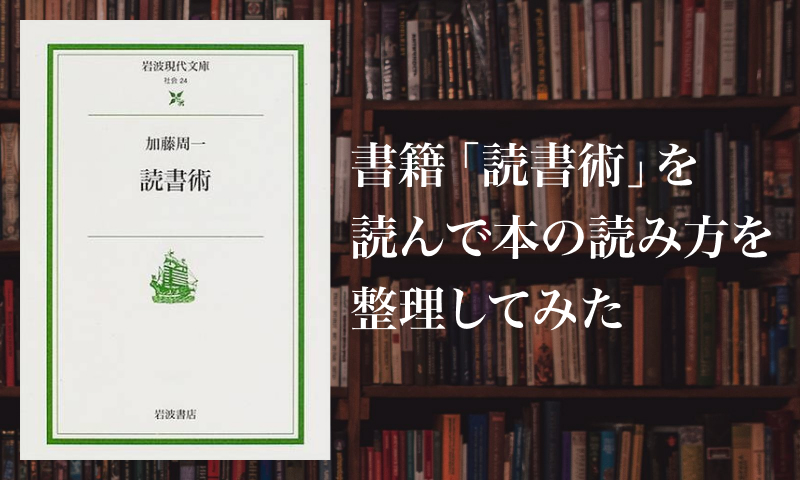 岩波現代文庫
社会 24
加藤周一
読書術
岩波書店
書籍「読書術」を
読んで本の読み方を
整理してみた